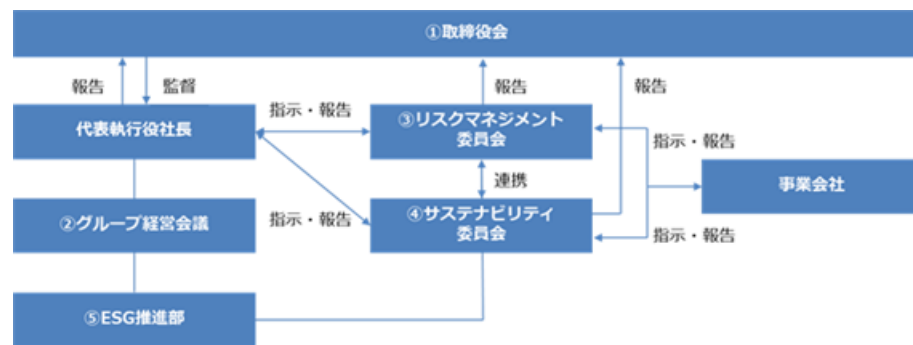 ①取締役会
報告
監督
報告
報告
代表執行役社長
指示・報告
③リスクマネジメント
委員会
指示・報告
連携
事業会社
②グループ経営会議
指示・報告
④サステナビリティ
委員会
指示・報告
⑤ESG推進部